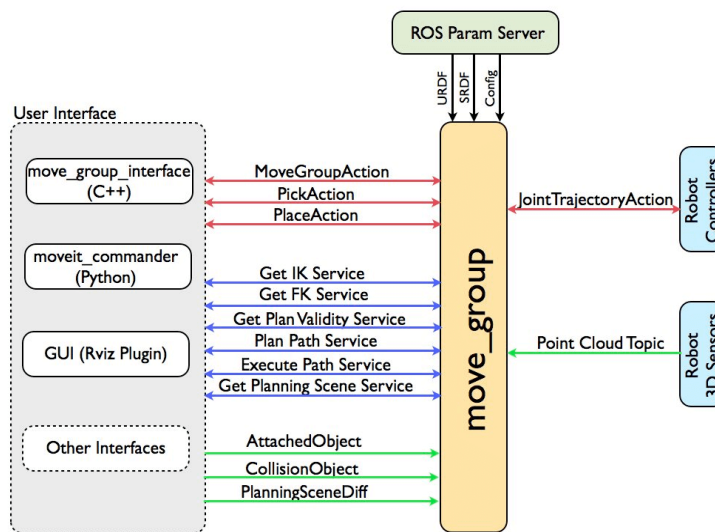 ROS Param Server
URDF
SRDF
Config
User Interface
move_group_interface
(C++)
moveit_commander
(Python)
GUI (Rviz Plugin)
Other Interfaces
MoveGroupAction
PickAction
PlaceAction
Get IK Service
Get FK Service
Get Plan Validity Service
Plan Path Service
Execute Path Service
Get Planning Scene Service
AttachedObject
CollisionObject
PlanningSceneDiff
move_group
JointTrajectoryAction
Point Cloud Topic
Robot
Controllers
Robot
3D Sensors